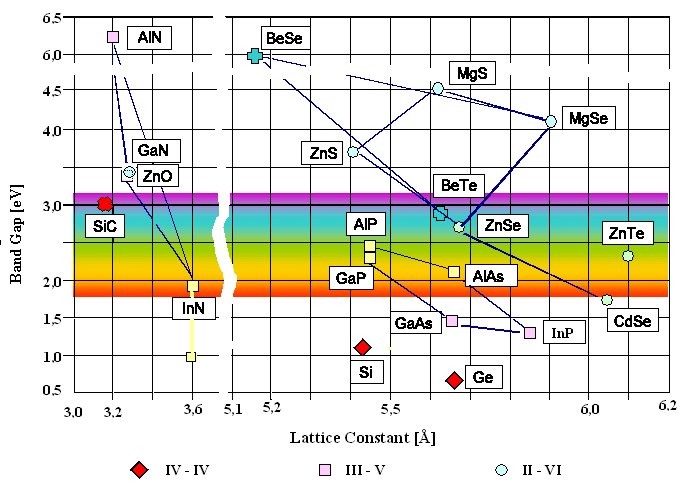 6.5
6.0
4.5
4.0
3.0
2.5
2.0
1.5
1.0
0.5
Band Gap [eV]
AlN
BeSe
MgS
MgSe
GaN
ZnO
ZnS
BeTe
SiC
AlP
ZnSe
ZnTe
GaP
AlAs
InN
GaAs
InP
CdSe
Si
Ge
3,0
3,2
3,6
5,1
5,2
5,5
6,0
6,2
Lattice Constant [Å]
IV - IV
III - V
II - VI